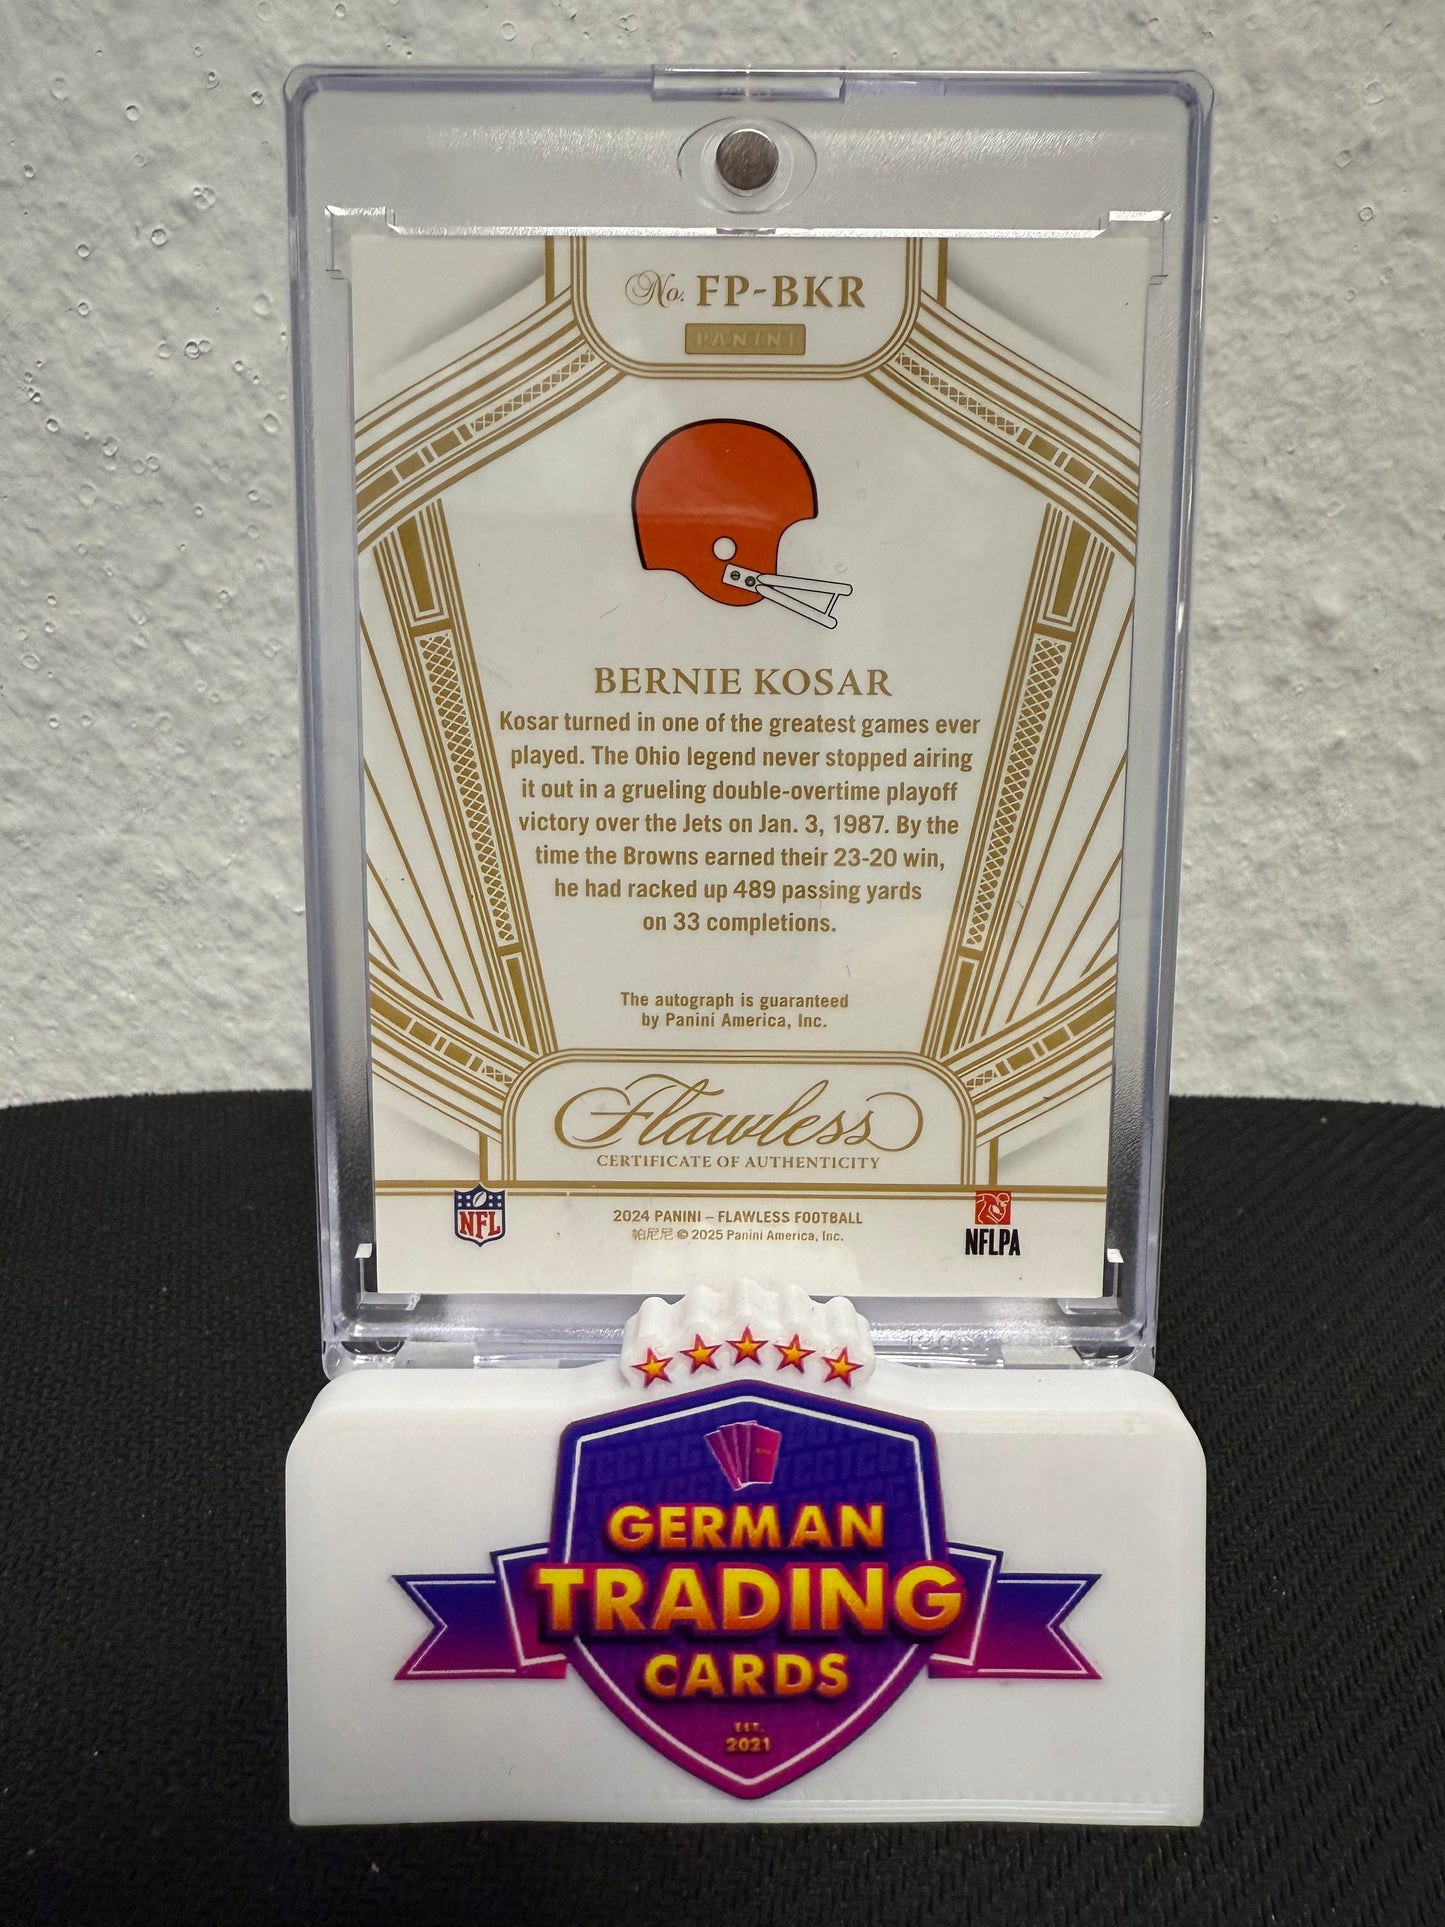 No. FP-BKR
PANINI
BERNIE KOSAR
Kosar turned in one of the greatest games ever
played. The Ohio legend never stopped airing
it out in a grueling double-overtime playoff
victory over the Jets on Jan. 3, 1987. By the
time the Browns earned their 23-20 win,
he had racked up 489 passing yards
on 33 completions.
The autograph is guaranteed
by Panini America, Inc.
Flawless
CERTIFICATE OF AUTHENTICITY
NFL
2024 PANINI – FLAWLESS FOOTBALL
帕尼尼 © 2025 Panini America, Inc.
NFLPA
GERMAN
TRADING
CARDS
EST.
2021